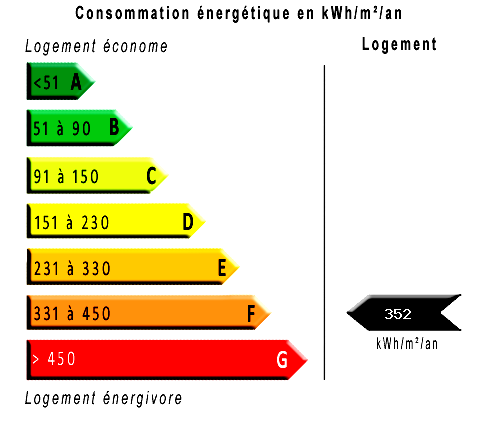 Consommation énergétique en kWh/m²/an
Logement économe
Logement
<51 A
51 à 90 B
91 à 150 C
151 à 230 D
231 à 330 E
331 à 450 F
352
kWh/m²/an
> 450 G
Logement énergivore